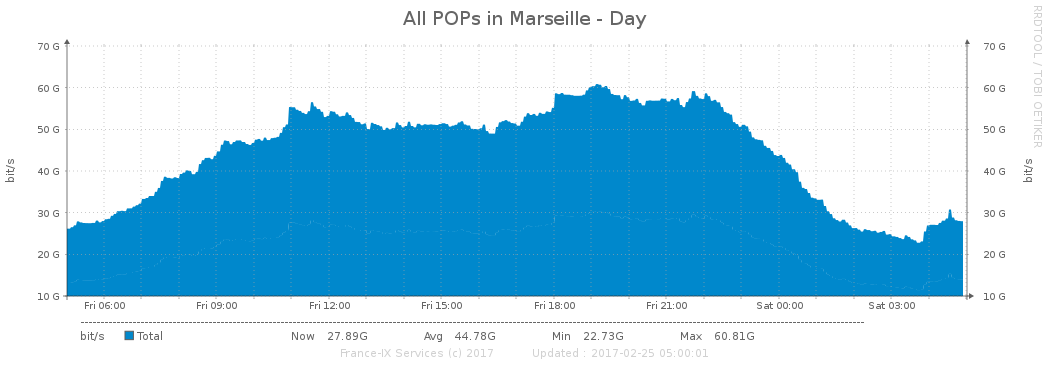 All POPs in Marseille - Day
RRDTOOL / TOBI OETIKER
70 G 70 G
60 G 60 G
50 G 50 G
40 G 40 G
30 G 30 G
20 G 20 G
10 G 10 G
bit/s bit/s
Fri 06:00 Fri 09:00 Fri 12:00 Fri 15:00 Fri 18:00 Fri 21:00 Sat 00:00 Sat 03:00
bit/s Total Now 27.89G Avg 44.78G Min 22.73G Max 60.81G
France-IX Services (c) 2017 Updated : 2017-02-25 05:00:01